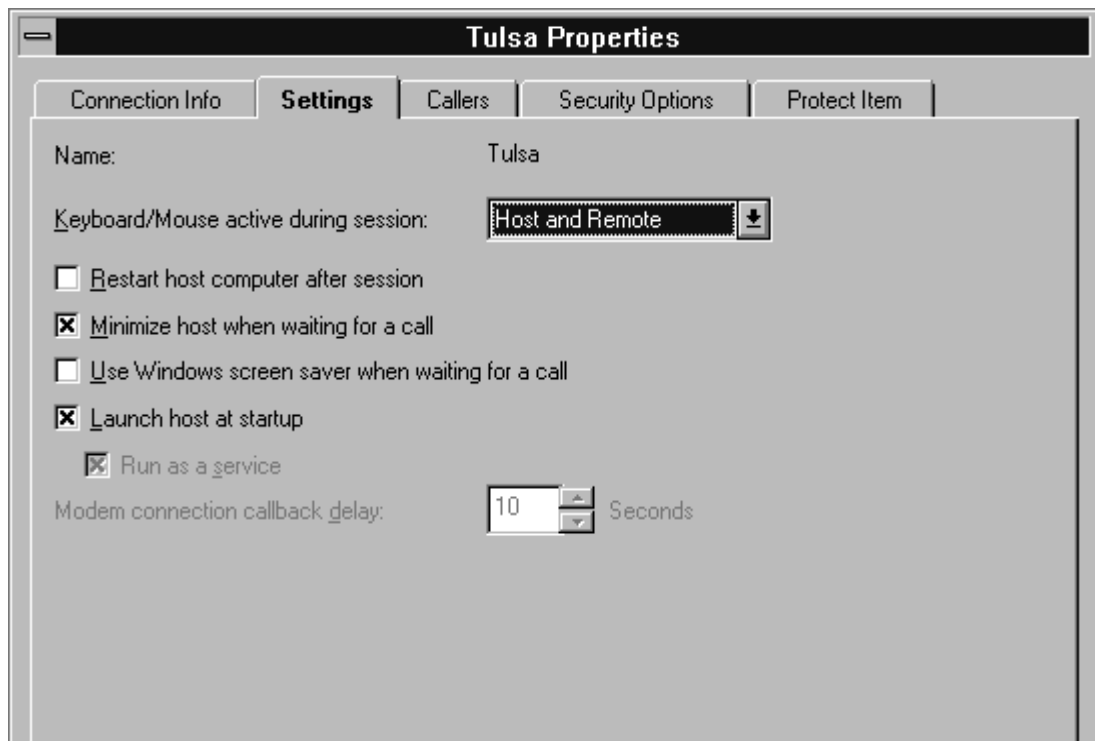 Tulsa Properties
Connection Info Settings Callers Security Options Protect Item
Name: Tulsa
Keyboard/Mouse active during session: Host and Remote
Restart host computer after session
Minimize host when waiting for a call
Use Windows screen saver when waiting for a call
Launch host at startup
Run as a service
Modem connection callback delay: 10 Seconds